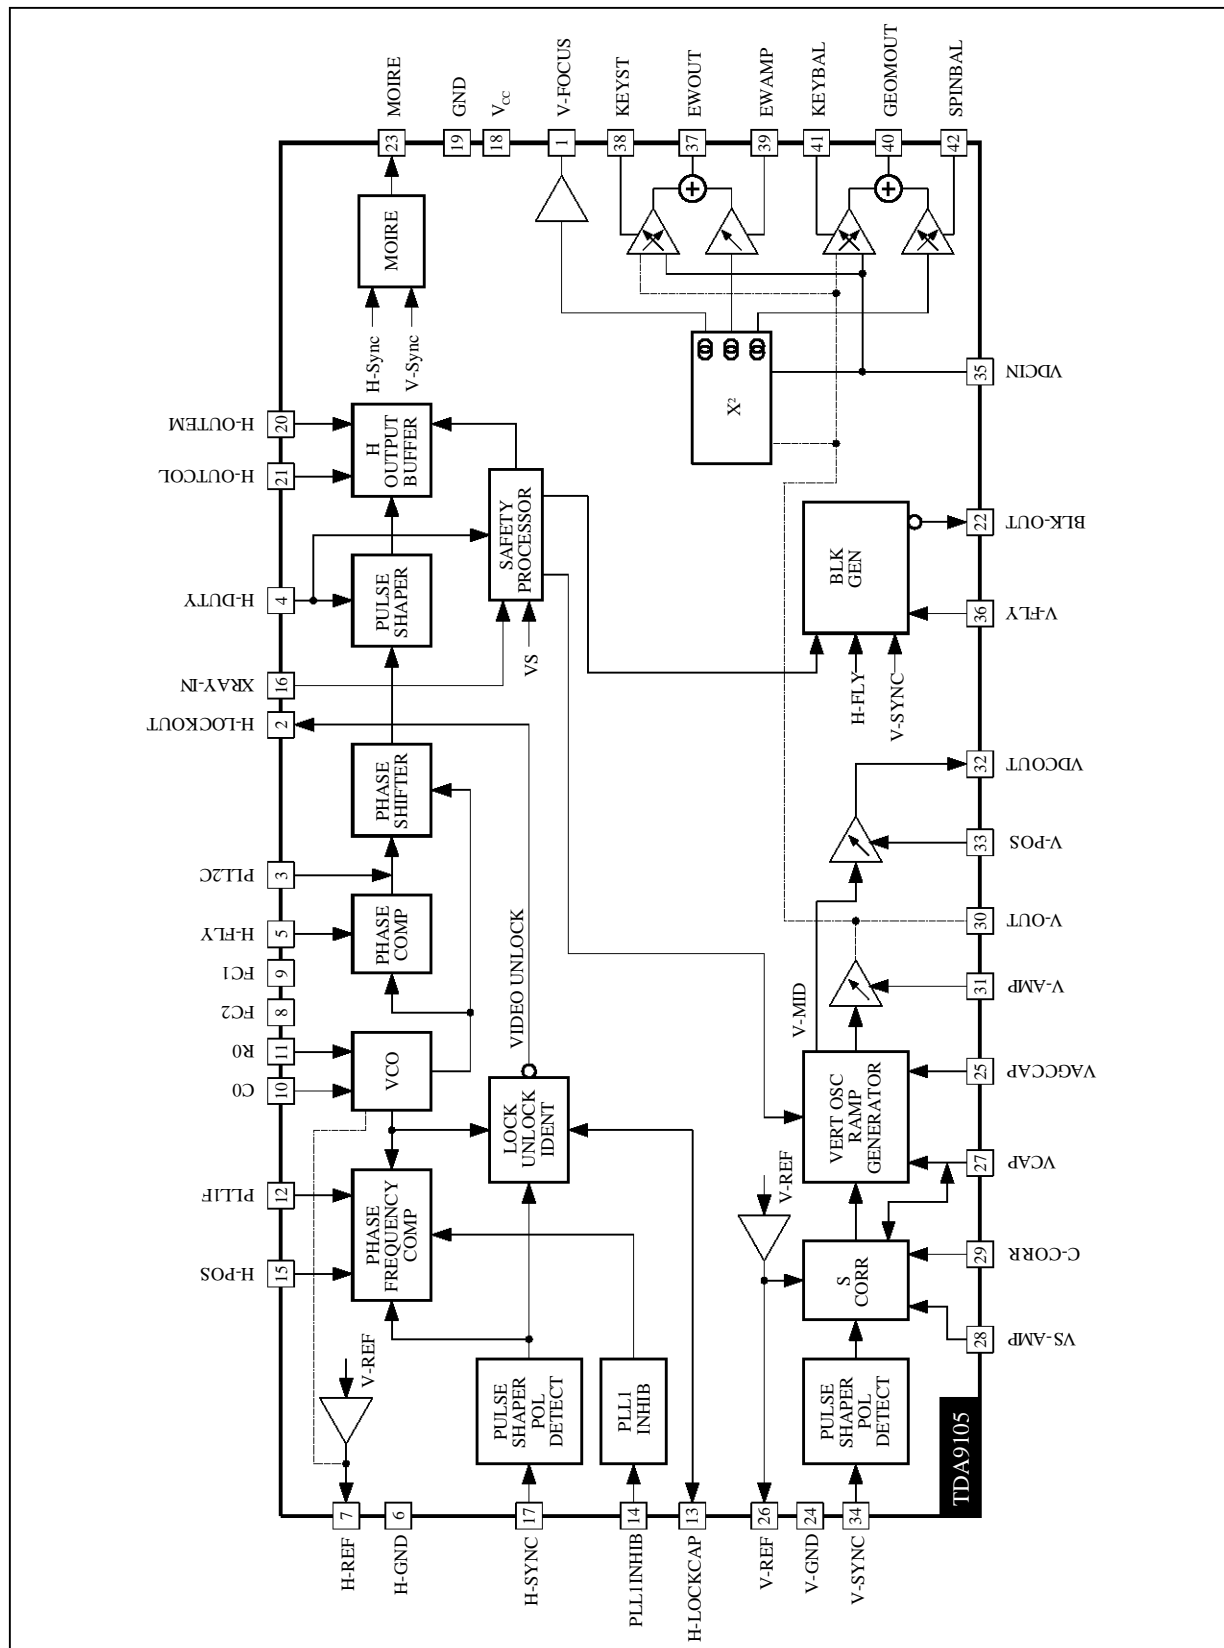 H-REF
7
H-GND
6
H-SYNC
17
PLL1INHIB
14
H-LOCKCAP
13
V-REF
26
V-GND
24
V-SYNC
34
TDA9105
H-POS
15
PLL1F
12
C0
10
R0
11
FC2
8
FC1
9
H-FLY
5
PLL2C
3
H-LOCKOUT
2
XRAY-IN
16
H-DUTY
4
H-OUTCOL
21
H-OUTEM
20
V-REF
PHASE
FREQUENCY
COMP
VCO
PHASE
COMP
PHASE
SHIFTER
PULSE
SHAPER
H
OUTPUT
BUFFER
H-Sync
V-Sync
MOIRE
PULSE
SHAPER
POL
DETECT
LOCK
UNLOCK
IDENT
VIDEO UNLOCK
VS
SAFETY
PROCESSOR
PLL1
INHIB
V-REF
X²
PULSE
SHAPER
POL
DETECT
S
CORR
VERT OSC
RAMP
GENERATOR
V-MID
H-FLY
V-SYNC
BLK
GEN
23
MOIRE
19
GND
18
VCC
1
V-FOCUS
38
KEYST
37
EWOUT
39
EWAMP
41
KEYBAL
40
GEOMOUT
42
SPINBAL
28
VS-AMP
29
C-CORR
27
VCAP
25
VAGCCAP
31
V-AMP
30
V-OUT
33
V-POS
32
VDCOUT
36
V-FLY
22
BLK-OUT
35
VDCIN